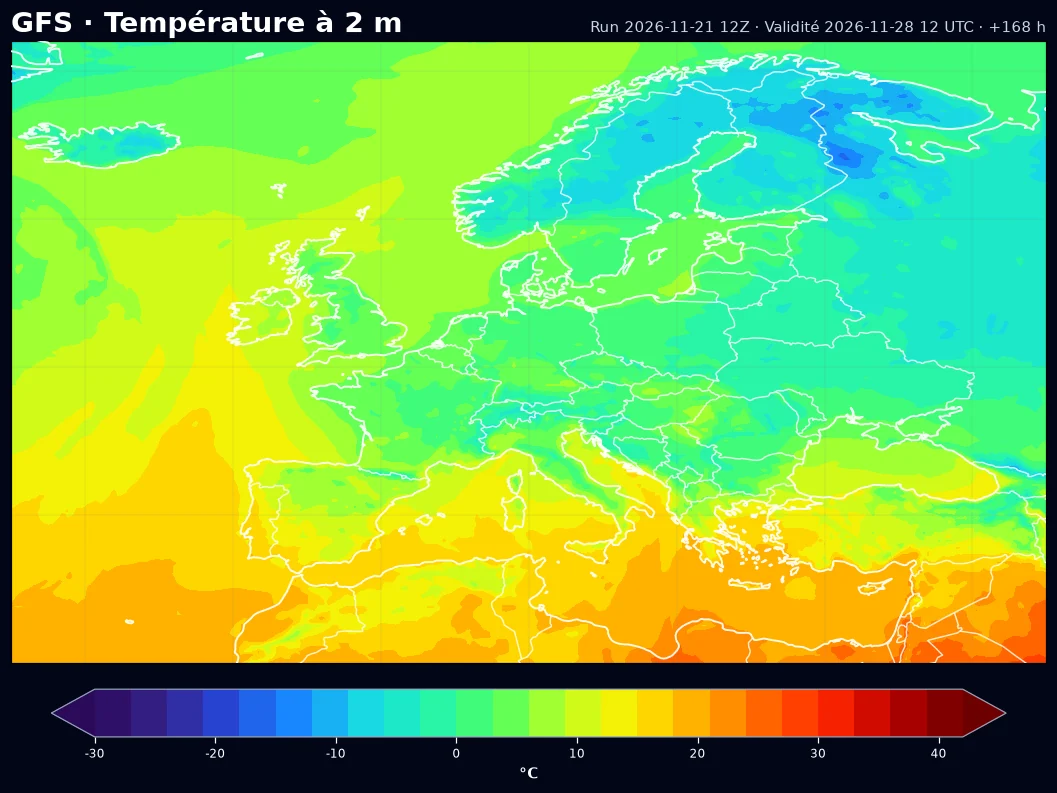 GFS · Température à 2 m
Run 2026-11-21 12Z · Validité 2026-11-28 12 UTC · +168 h
-30 -20 -10 0 10 20 30 40
°C